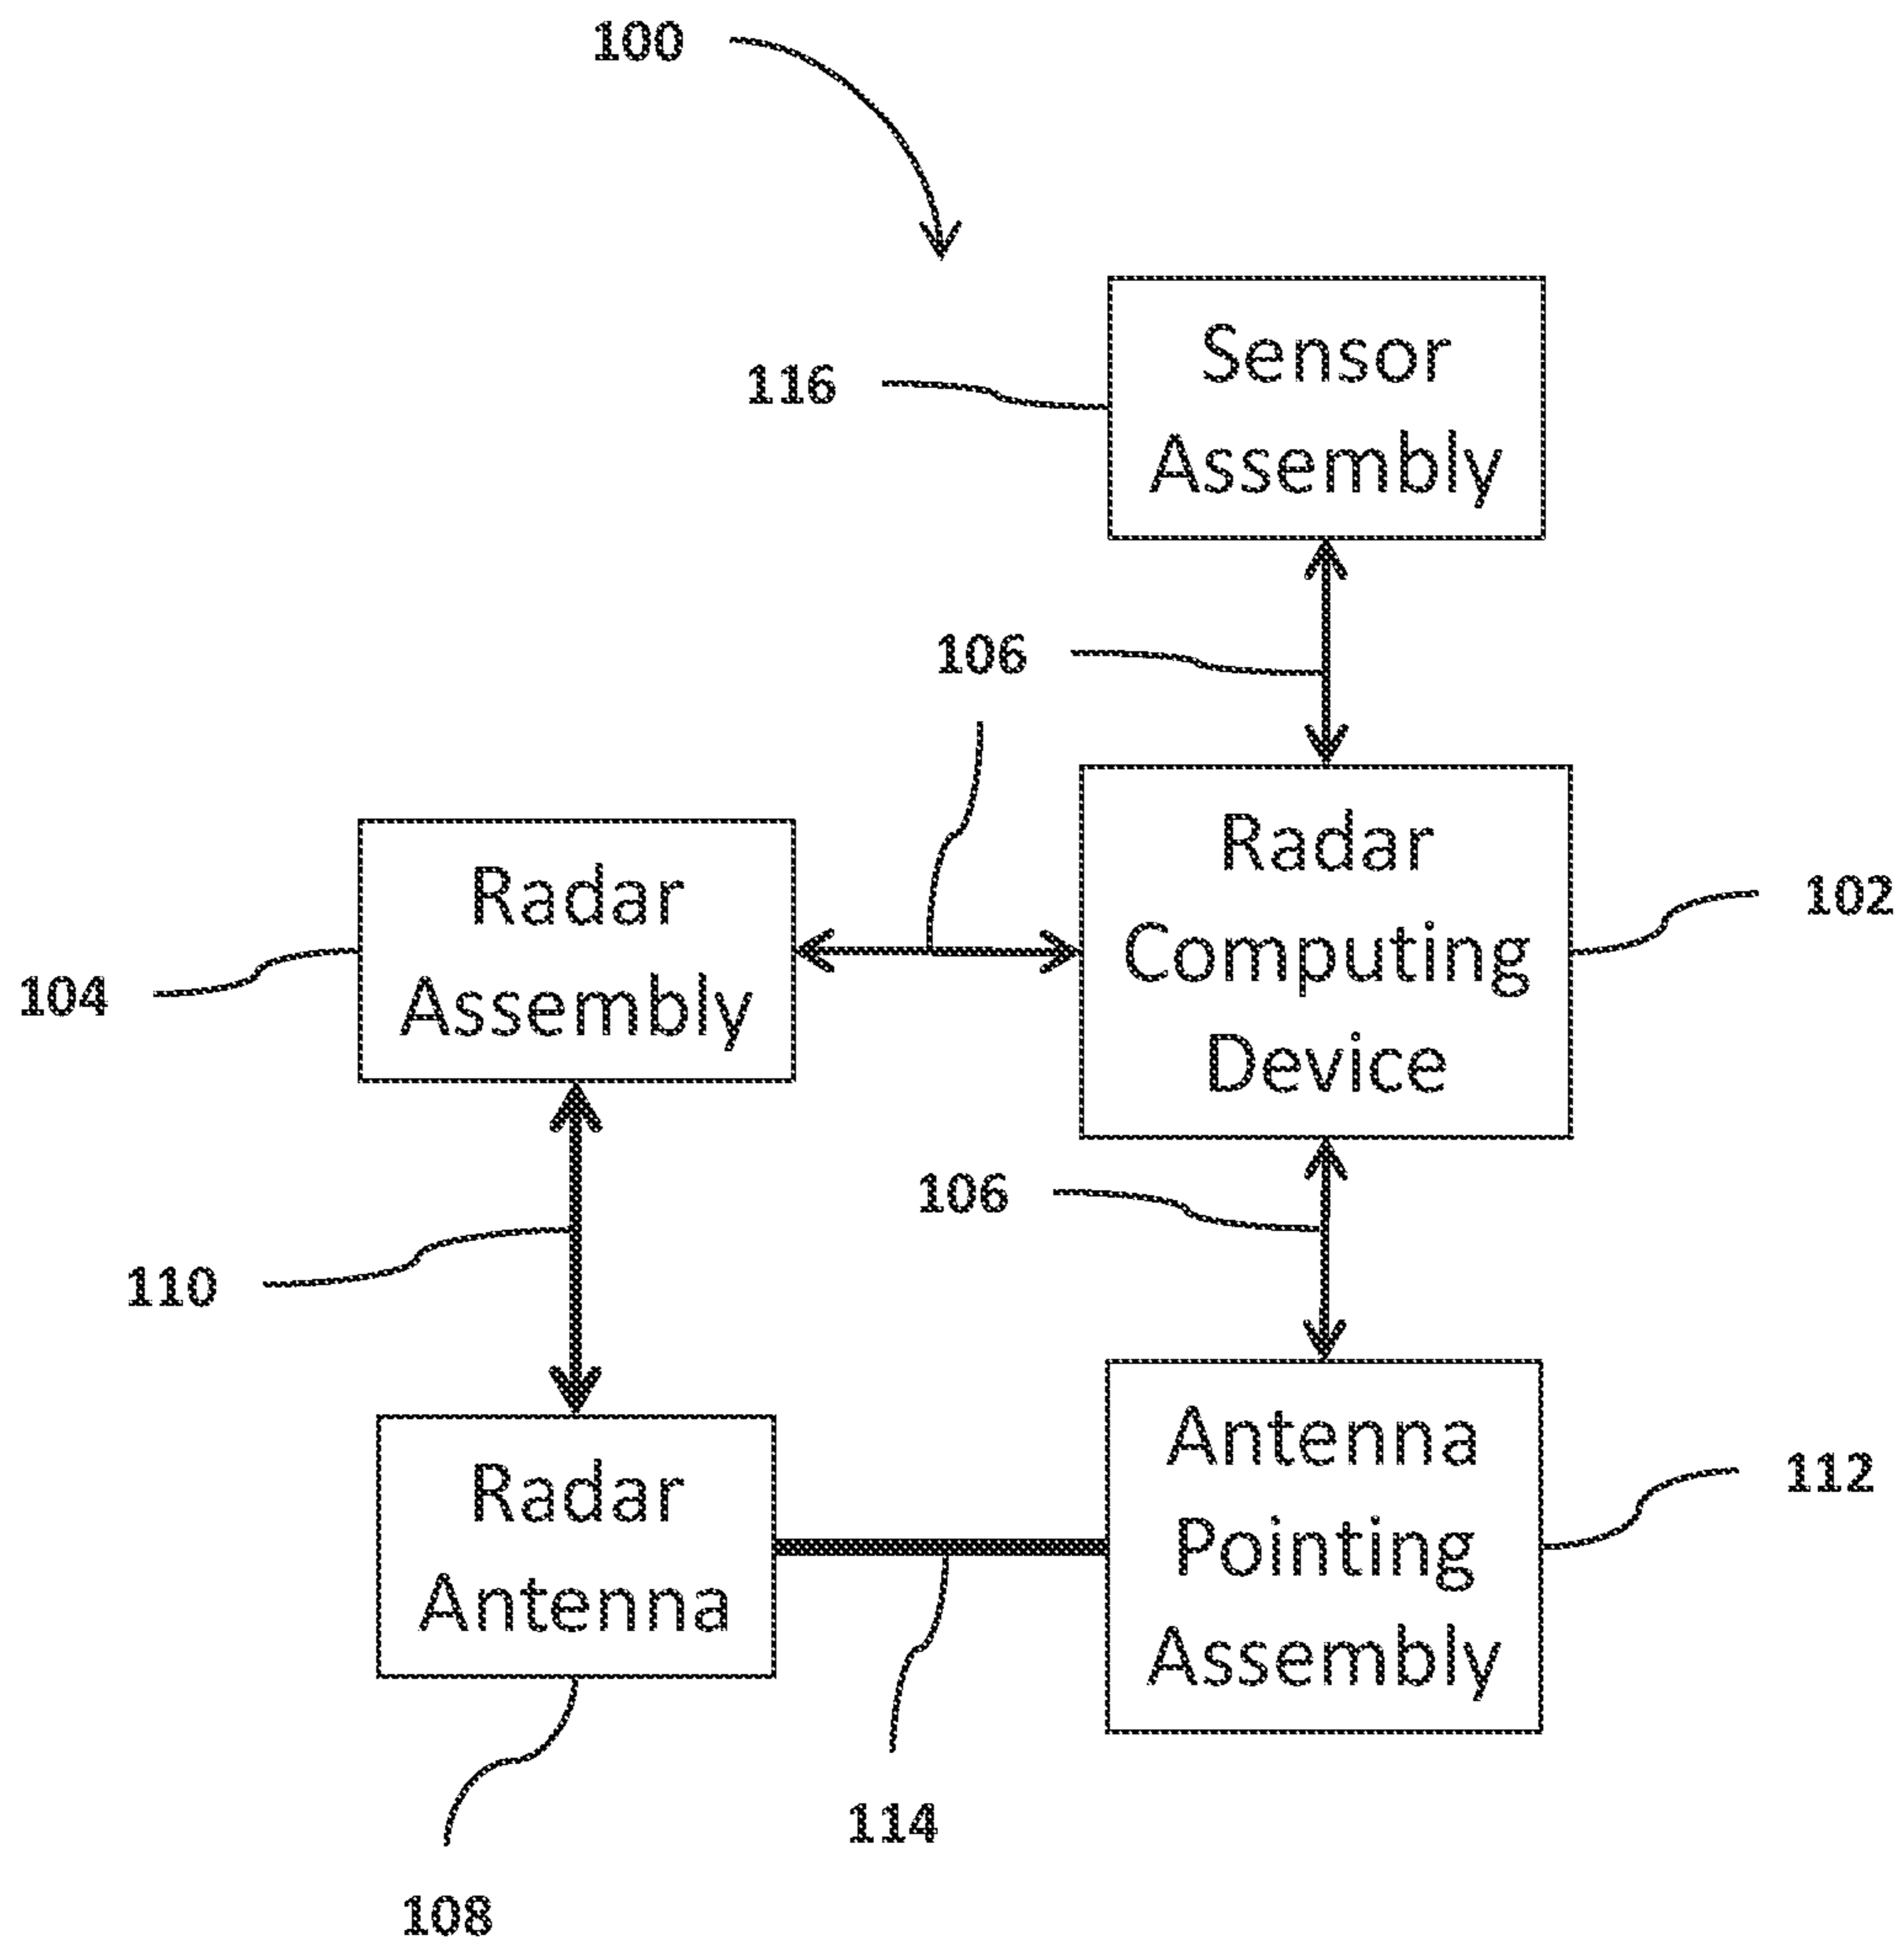 100
116
Sensor
Assembly
106
Radar
Assembly
104
Radar
Computing
Device
102
106
110
Radar
Antenna
Antenna
Pointing
Assembly
112
114
108